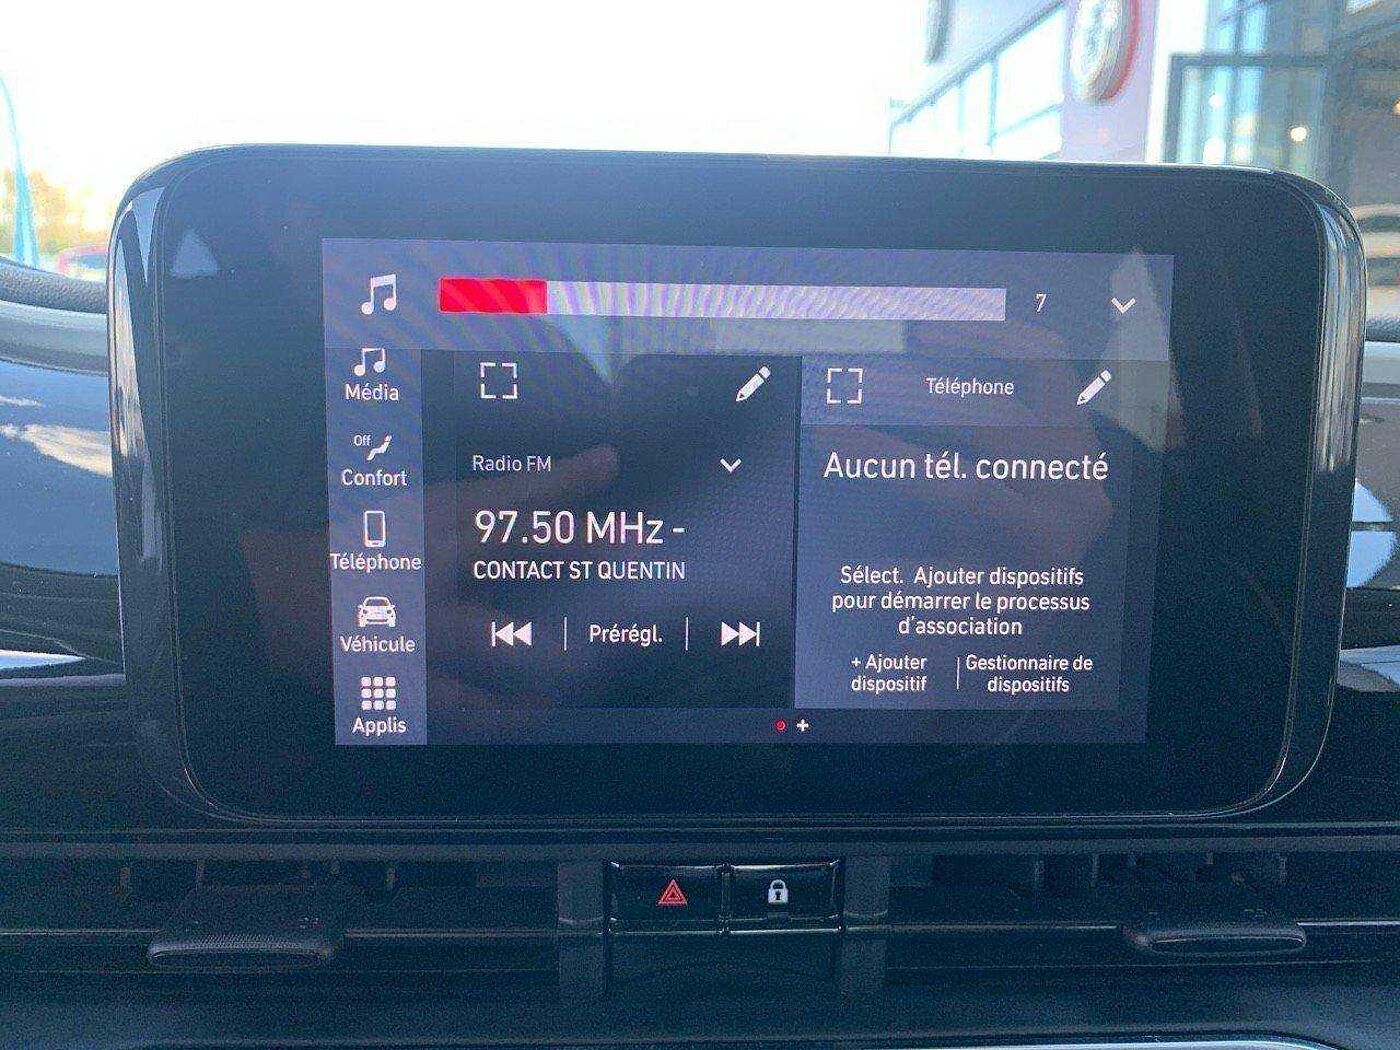 7
Média
Off
Confort
Téléphone
Véhicule
Applis
Radio FM
97.50 MHz -
CONTACT ST QUENTIN
Prérégl.
Téléphone
Aucun tél. connecté
Sélect. Ajouter dispositifs
pour démarrer le processus
d'association
+ Ajouter
dispositif
Gestionnaire de
dispositifs